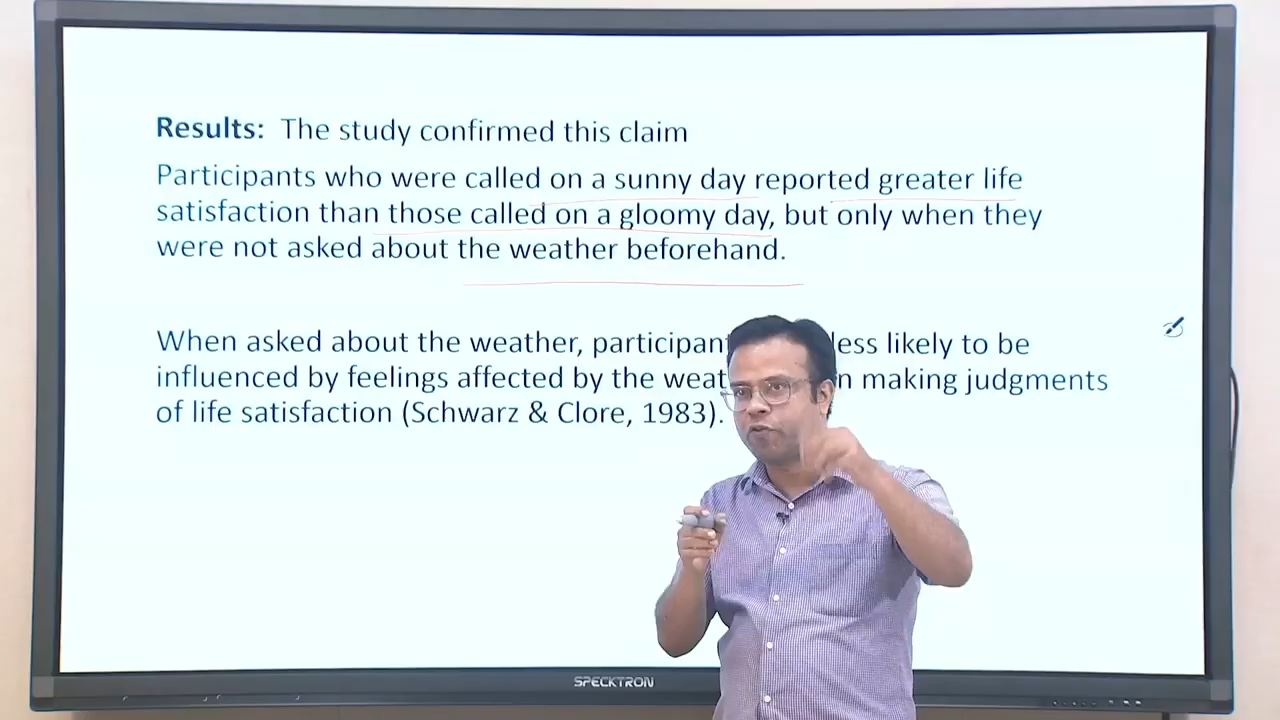 Results: The study confirmed this claim
Participants who were called on a sunny day reported greater life
satisfaction than those called on a gloomy day, but only when they
were not asked about the weather beforehand.
When asked about the weather, participan less likely to be
influenced by feelings affected by the weat n making judgments
of life satisfaction (Schwarz & Clore, 1983).
SPECKTRON